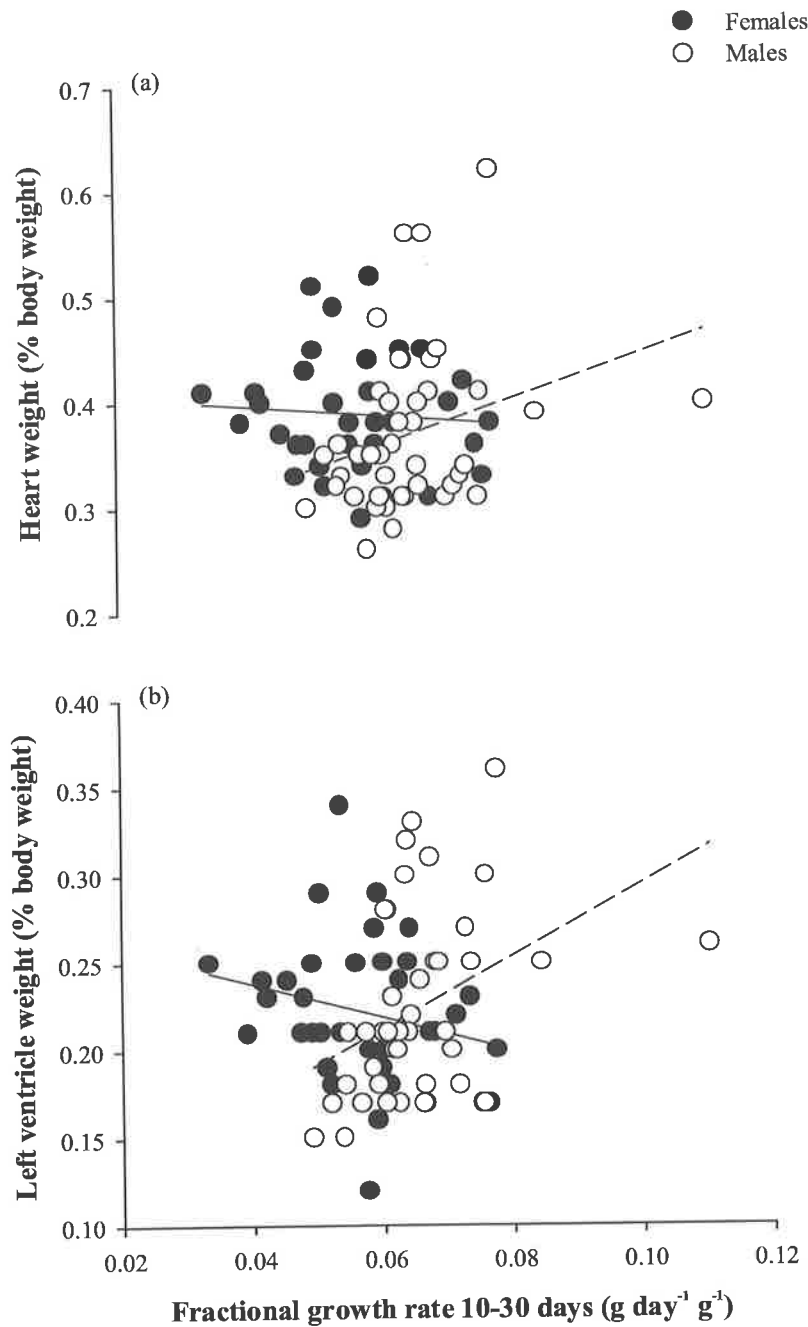 Females
Males
(a)
0.7
0.6
0.5
0.4
0.3
0.2
Heart weight (% body weight)
(b)
0.40
0.35
0.30
0.25
0.20
0.15
0.10
Left ventricle weight (% body weight)
0.02 0.04 0.06 0.08 0.10 0.12
Fractional growth rate 10-30 days (g day⁻¹ g⁻¹)